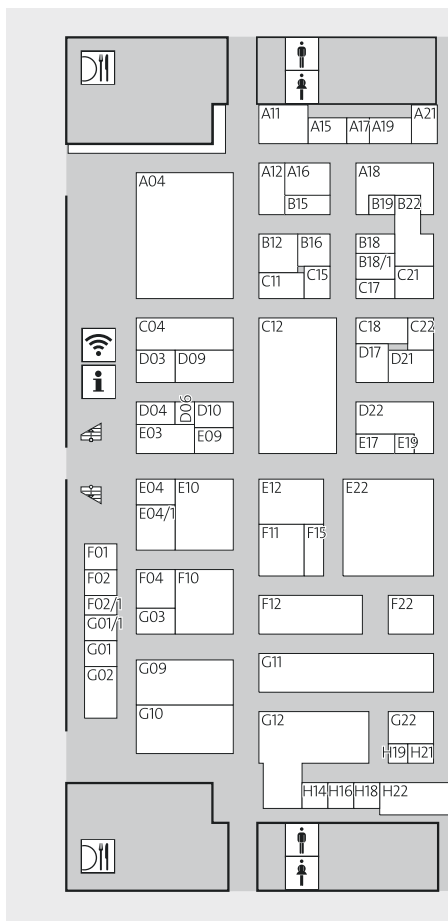 A11
A15
A17
A19
A21
A12
A16
A18
B15
B19
B22
A04
B12
B16
B18
B18/1
C11
C15
C17
C21
C04
C12
C18
C22
D03
D09
D17
D21
i
D04
D06
D10
D22
E03
E09
E17
E19
E04
E10
E12
E22
E04/1
F11
F15
F01
F02
F04
F10
F02/1
F12
F22
G01/1
G03
G01
G02
G09
G11
G10
G12
G22
H19
H21
H14
H16
H18
H22